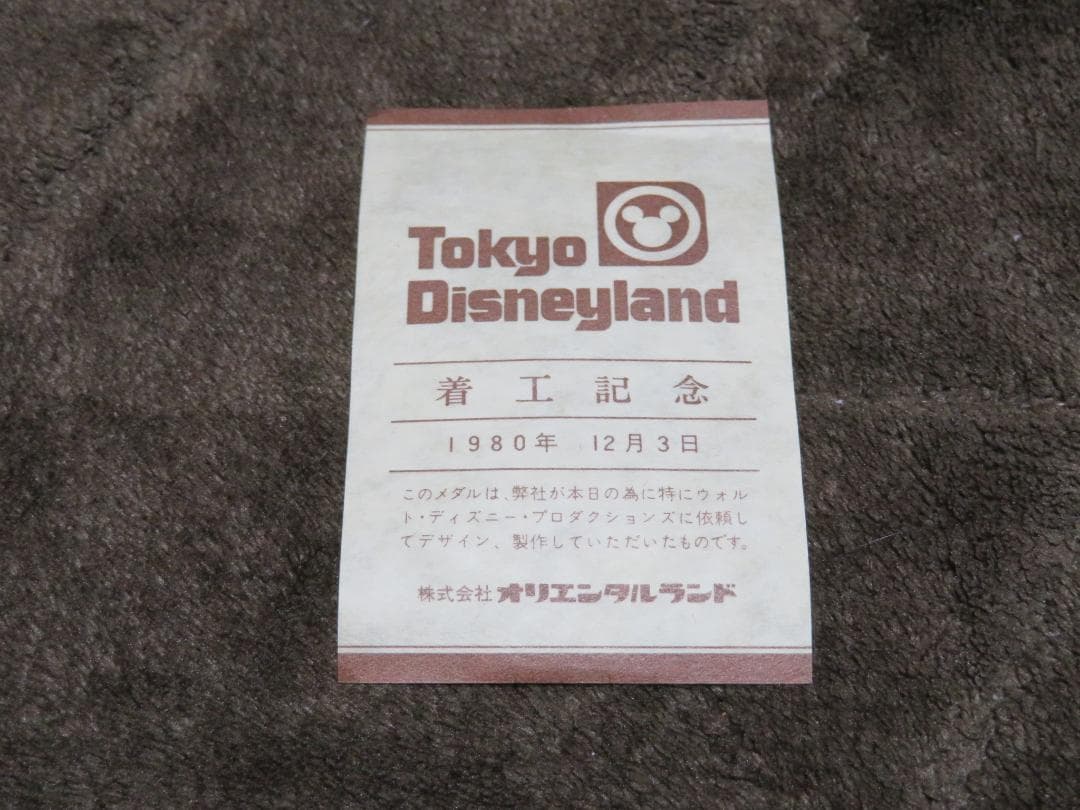 Tokyo
Disneyland
着工記念
1980年 12月3日
このメダルは、弊社が本日の為に特にウォル
ト・ディズニー・プロダクションズに依頼し
てデザイン、製作していただいたものです。
株式会社オリエンタルランド